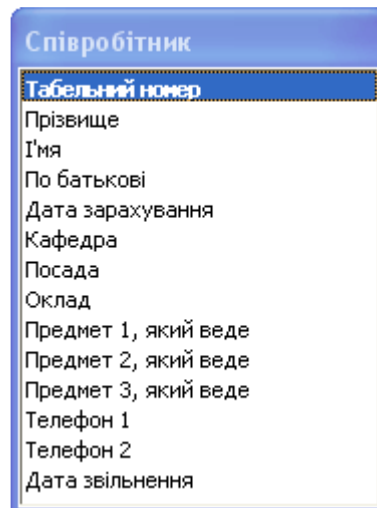 Співробітник
Табельний номер
Прізвище
І'мя
По батькові
Дата зарахування
Кафедра
Посада
Оклад
Предмет 1, який веде
Предмет 2, який веде
Предмет 3, який веде
Телефон 1
Телефон 2
Дата звільнення